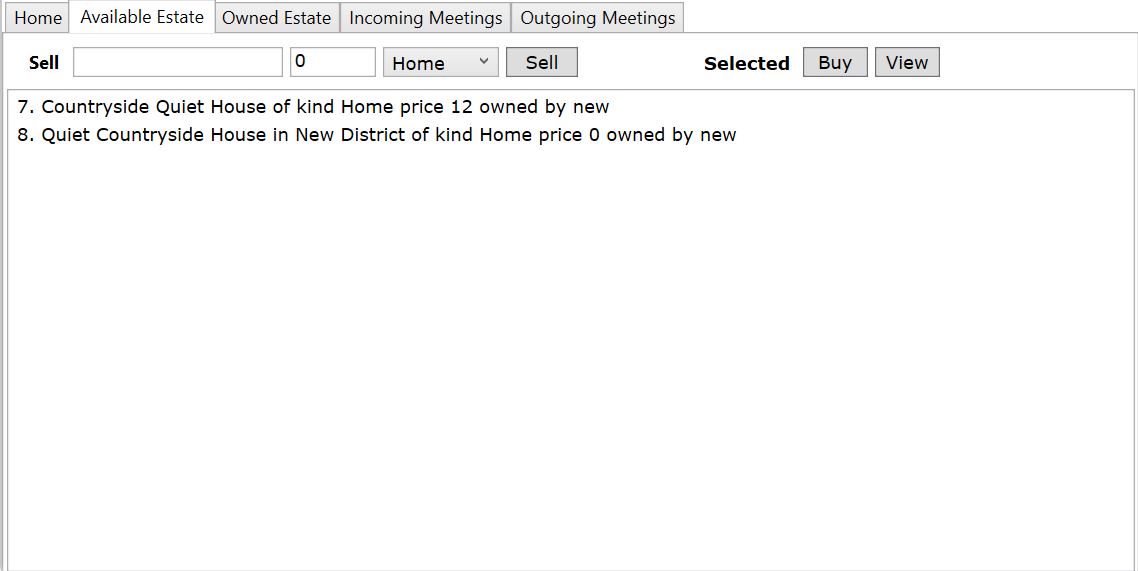 Home Available Estate Owned Estate Incoming Meetings Outgoing Meetings
Sell 0 Home Sell Selected Buy View
7. Countryside Quiet House of kind Home price 12 owned by new
8. Quiet Countryside House in New District of kind Home price 0 owned by new